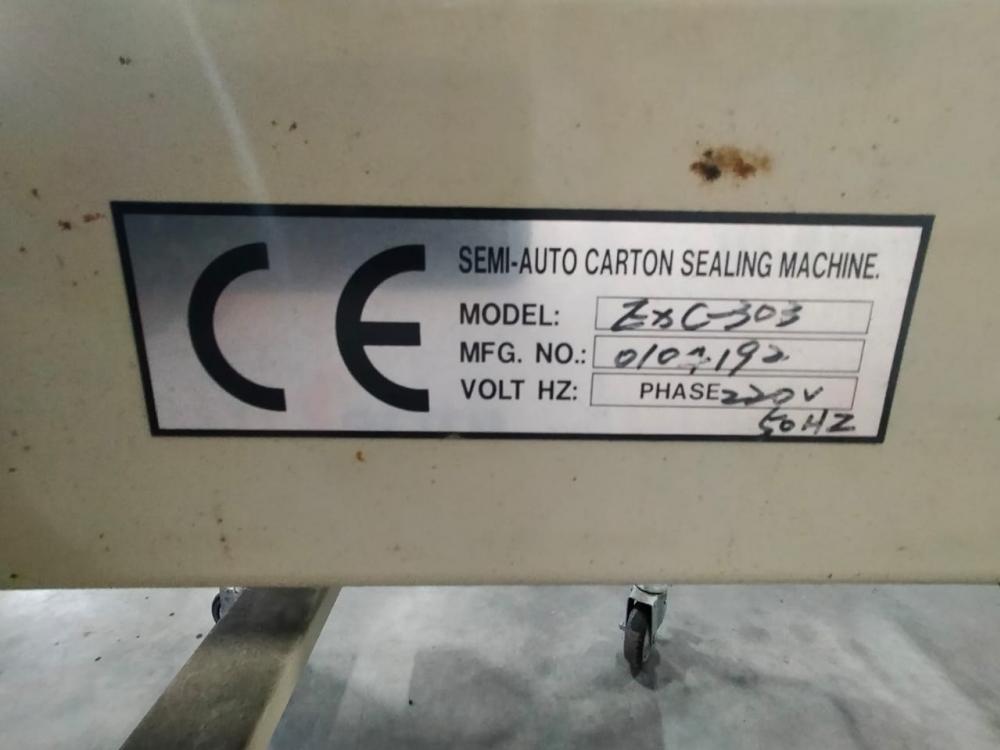 CE
SEMI-AUTO CARTON SEALING MACHINE.
MODEL: ZXC-303
MFG. NO.:
VOLT HZ: PHASE 220V
50HZ